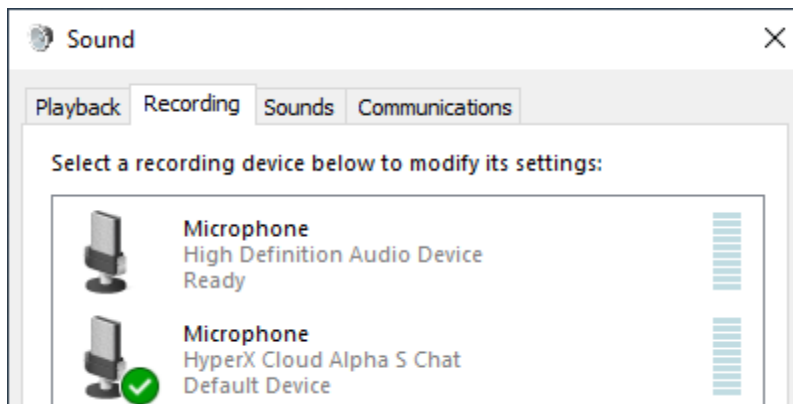 Sound
Playback Recording Sounds Communications
Select a recording device below to modify its settings:
Microphone
High Definition Audio Device
Ready
Microphone
HyperX Cloud Alpha S Chat
Default Device